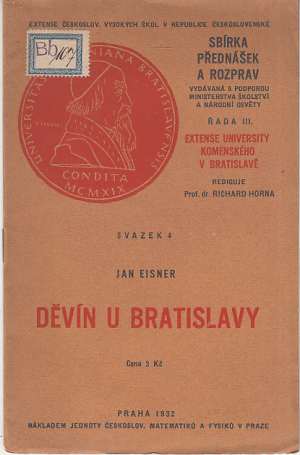 EXTENSE ČESKOSLOV. VYSOKÝCH ŠKOL V REPUBLICE ČESKOSLOVENSKÉ
SBÍRKA
PŘEDNÁŠEK
A ROZPRAV
VYDÁVANÁ S PODPOROU
MINISTERSTVA ŠKOLSTVÍ
A NÁRODNÍ OSVĚTY
ŘADA III.
EXTENSE UNIVERSITY
KOMENSKÉHO
V BRATISLAVĚ
REDIGUJE
Prof. dr. RICHARD HORNA
Bb
CONDITA
MCMXIX
SVAZEK 4
JAN EISNER
DĚVÍN U BRATISLAVY
Cena 5 Kč
PRAHA 1932
NÁKLADEM JEDNOTY ČESKOSLOV. MATEMATIKŮ A FYSIKŮ V PRAZE